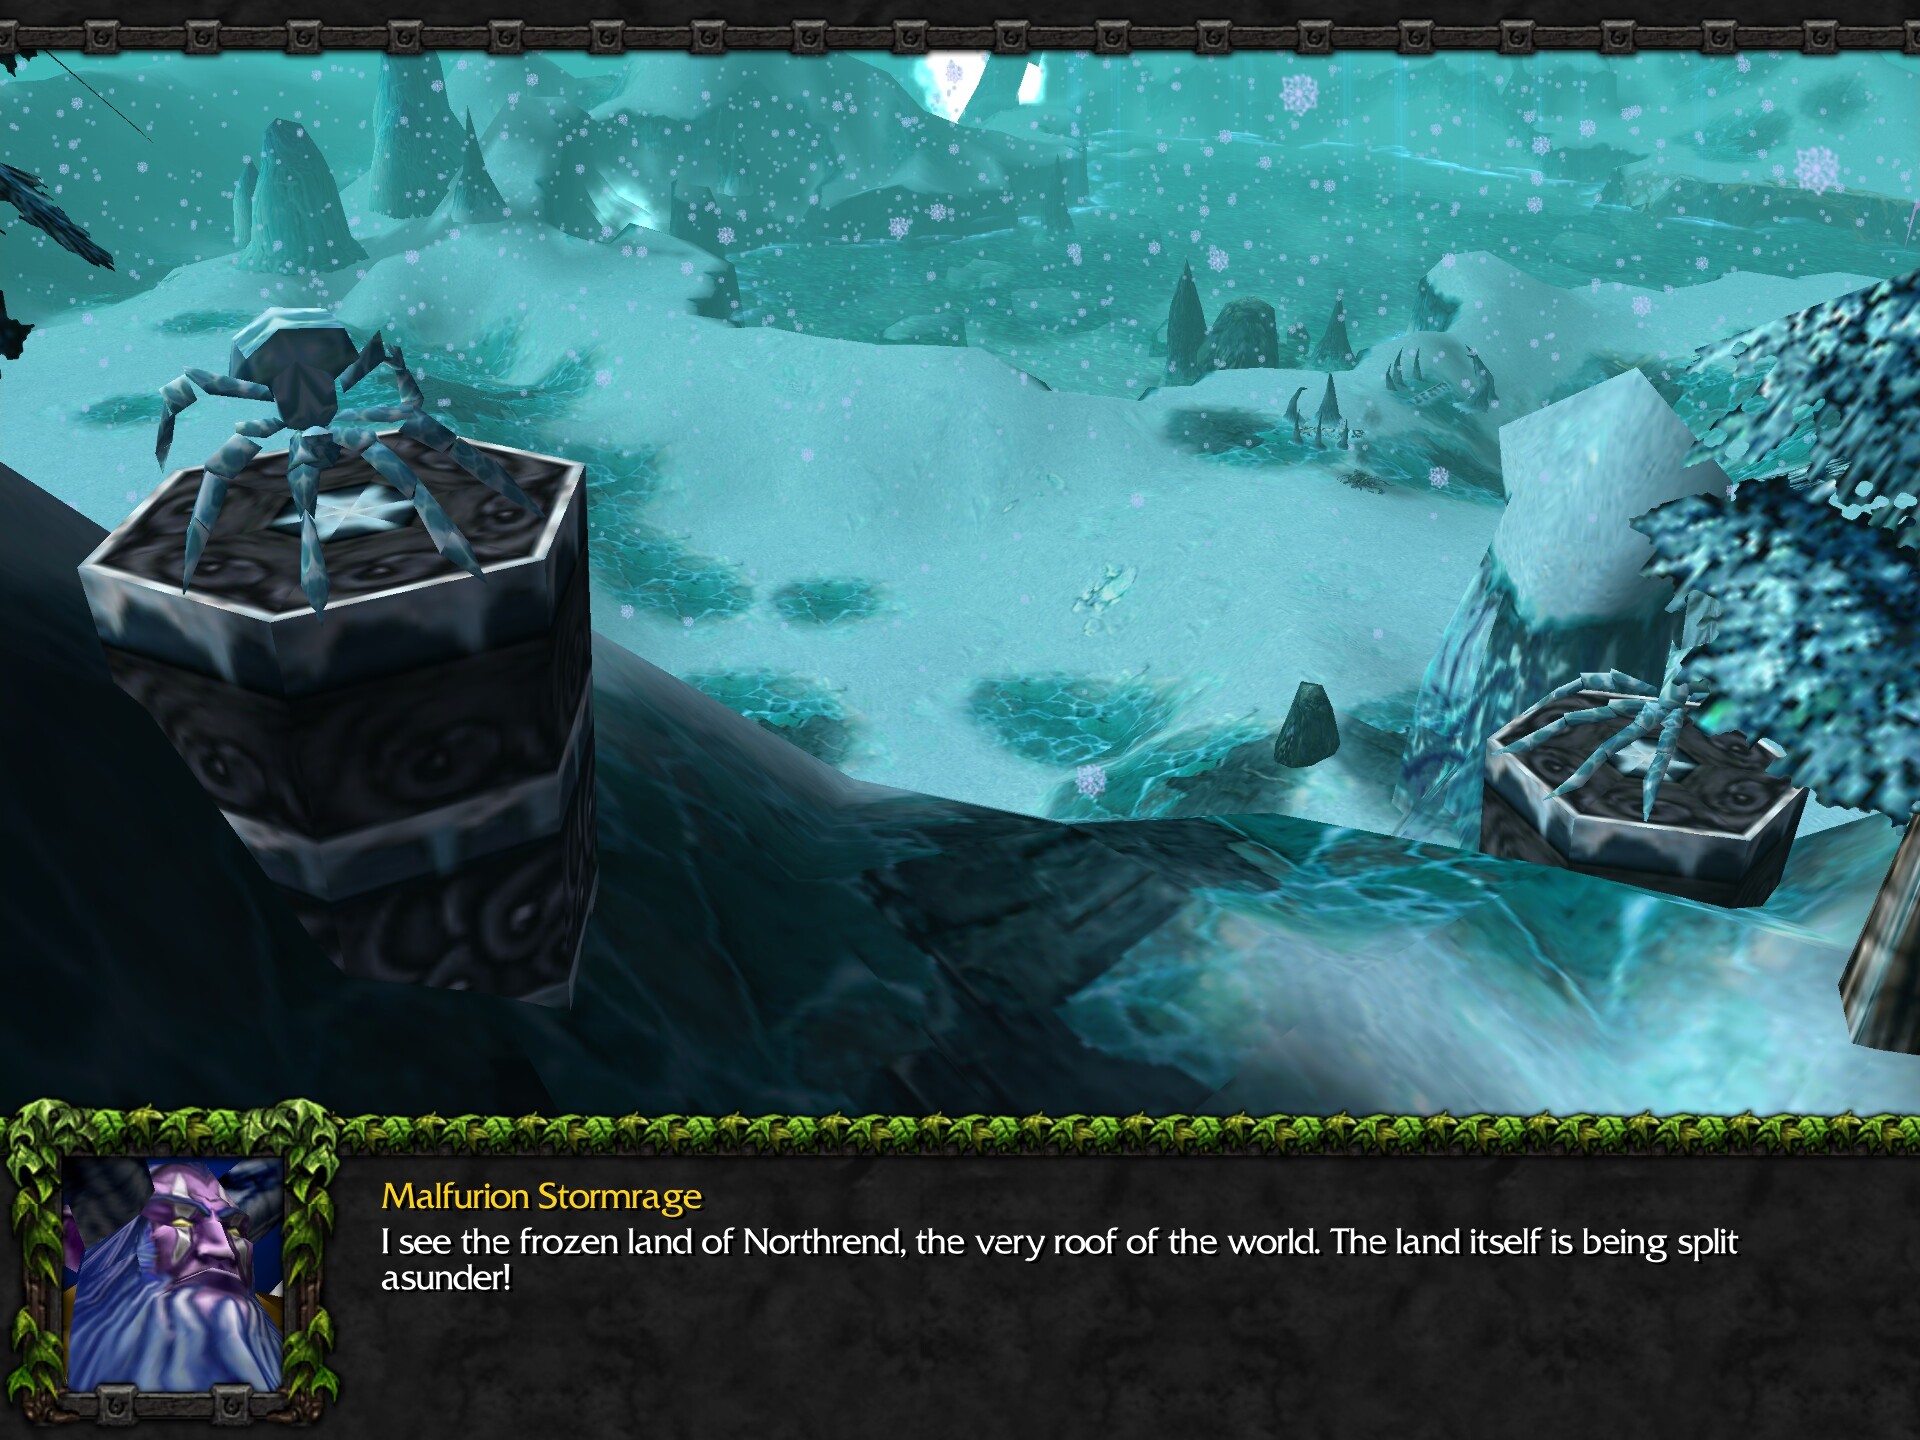 Malfurion Stormrage
I see the frozen land of Northrend, the very roof of the world. The land itself is being split
asunder!